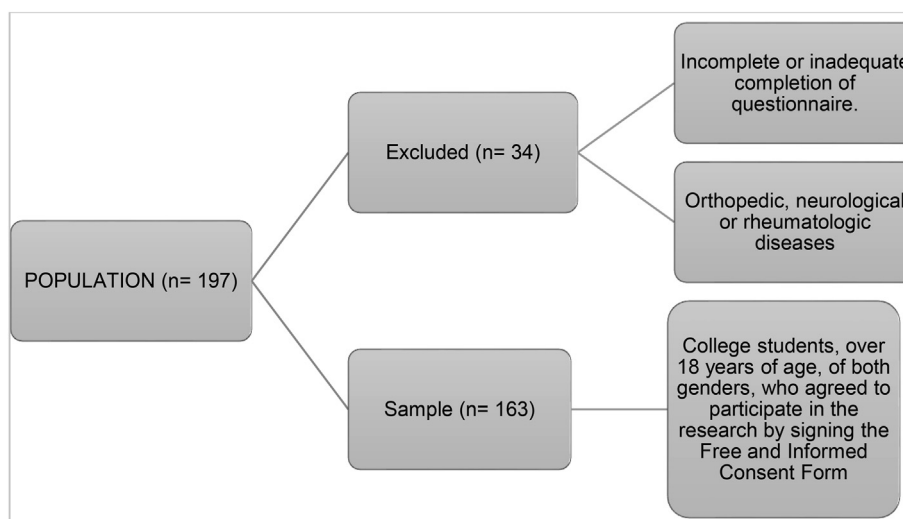 POPULATION (n= 197)
Excluded (n= 34)
Incomplete or inadequate
completion of
questionnaire.
Orthopedic, neurological
or rheumatologic
diseases
Sample (n= 163)
College students, over
18 years of age, of both
genders, who agreed to
participate in the
research by signing the
Free and Informed
Consent Form